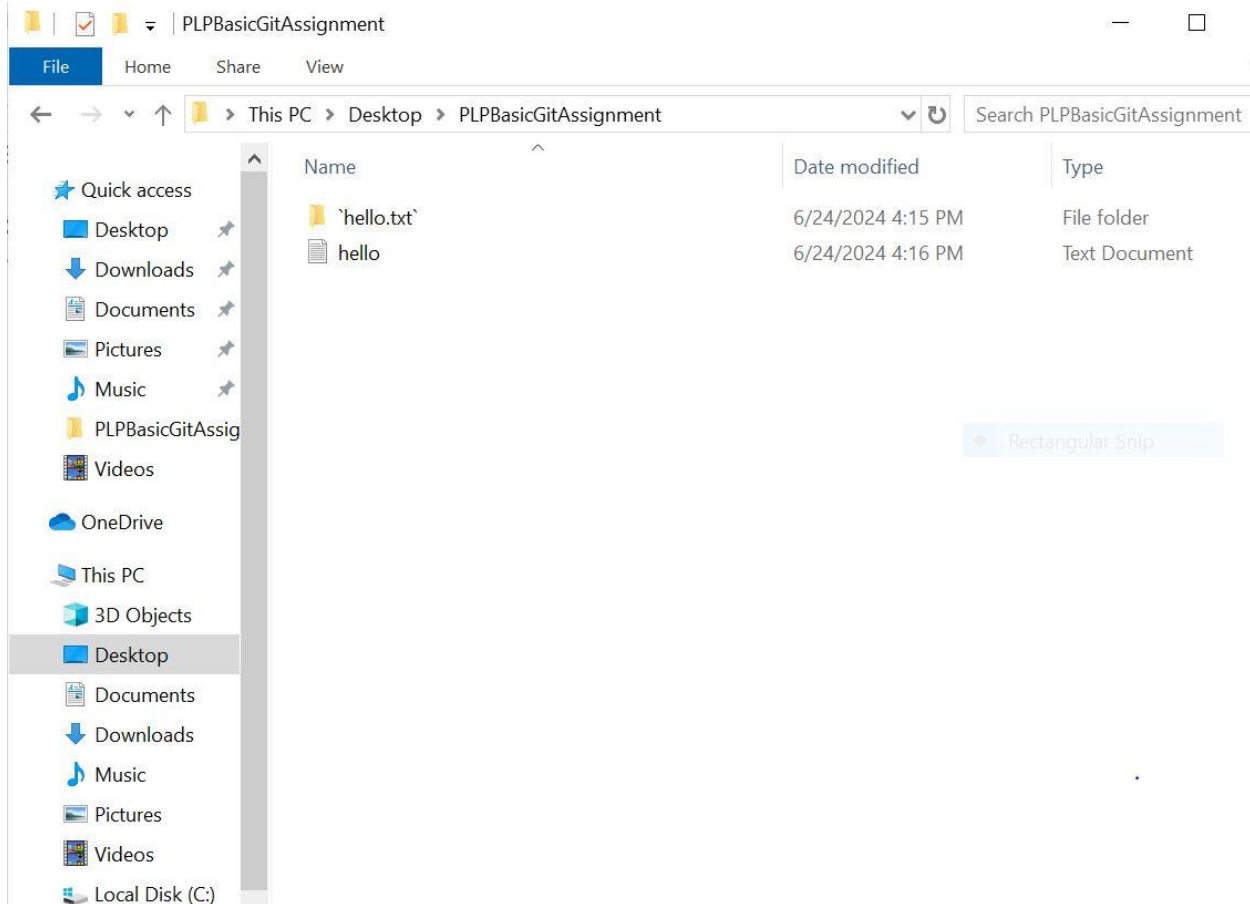 PLPBasicGitAssignment
File Home Share View
This PC > Desktop > PLPBasicGitAssignment Search PLPBasicGitAssignment
Name Date modified Type
Quick access
`hello.txt` 6/24/2024 4:15 PM File folder
Desktop
hello 6/24/2024 4:16 PM Text Document
Downloads
Documents
Pictures
Music
PLPBasicGitAssig
Rectangular Snip
Videos
OneDrive
This PC
3D Objects
Desktop
Documents
Downloads
Music
Pictures
Videos
Local Disk (C:)